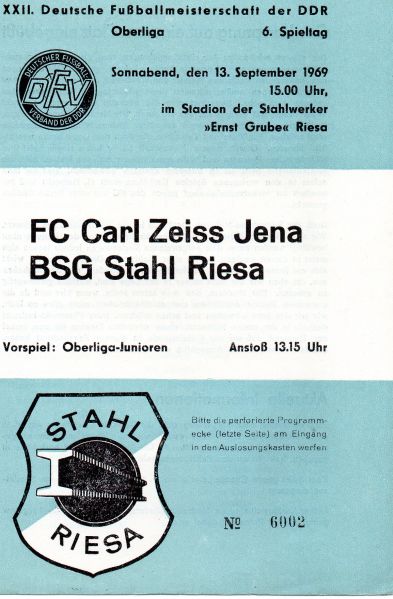 XXII. Deutsche Fußballmeisterschaft der DDR
Oberliga 6. Spieltag
DEUTSCHER FUSSBALL-
DFV
VERBAND DER DDR
Sonnabend, den 13. September 1969
15.00 Uhr,
im Stadion der Stahlwerker
»Ernst Grube« Riesa
FC Carl Zeiss Jena
BSG Stahl Riesa
Vorspiel: Oberliga-Junioren Anstoß 13.15 Uhr
STAHL
RIESA
Bitte die perforierte Programm-
ecke (letzte Seite) am Eingang
in den Auslosungskasten werfen
№ 6002